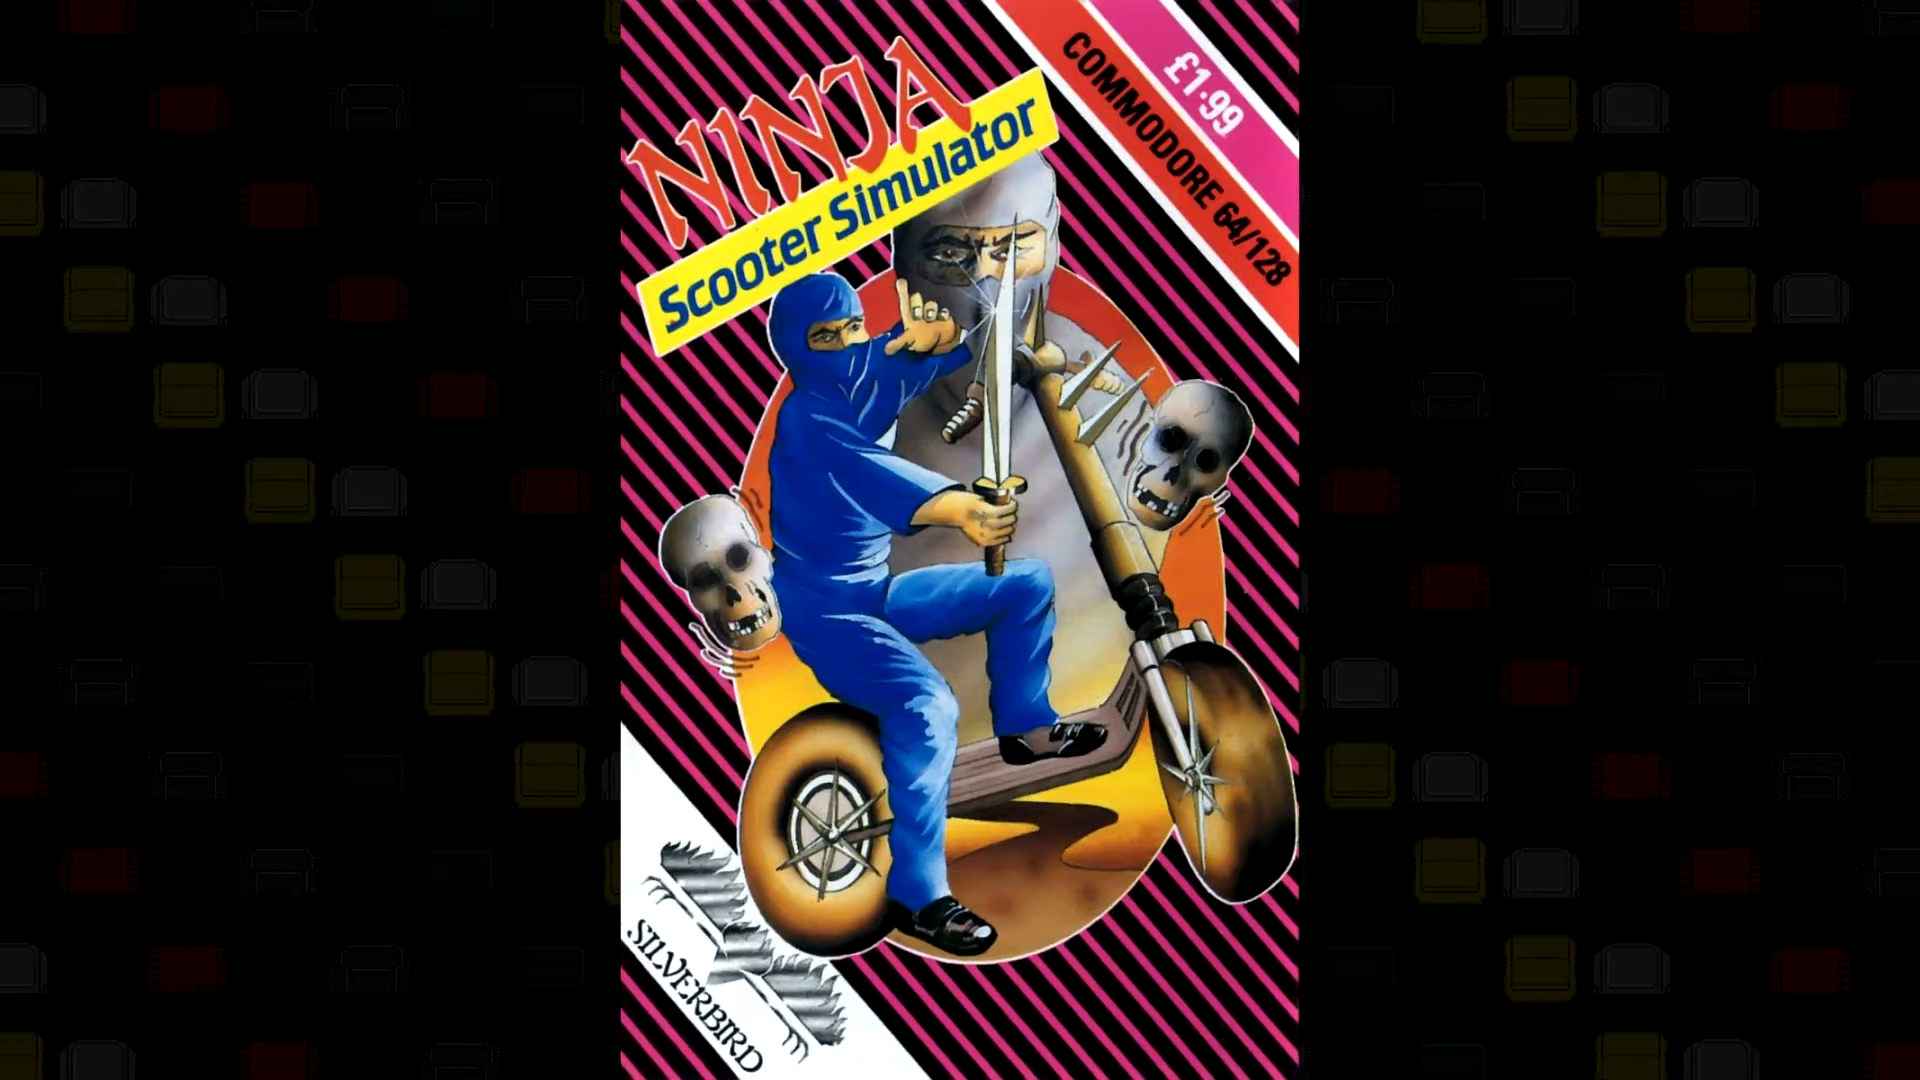 NINJA
Scooter Simulator
£1·99
COMMODORE 64/128
SILVERBIRD